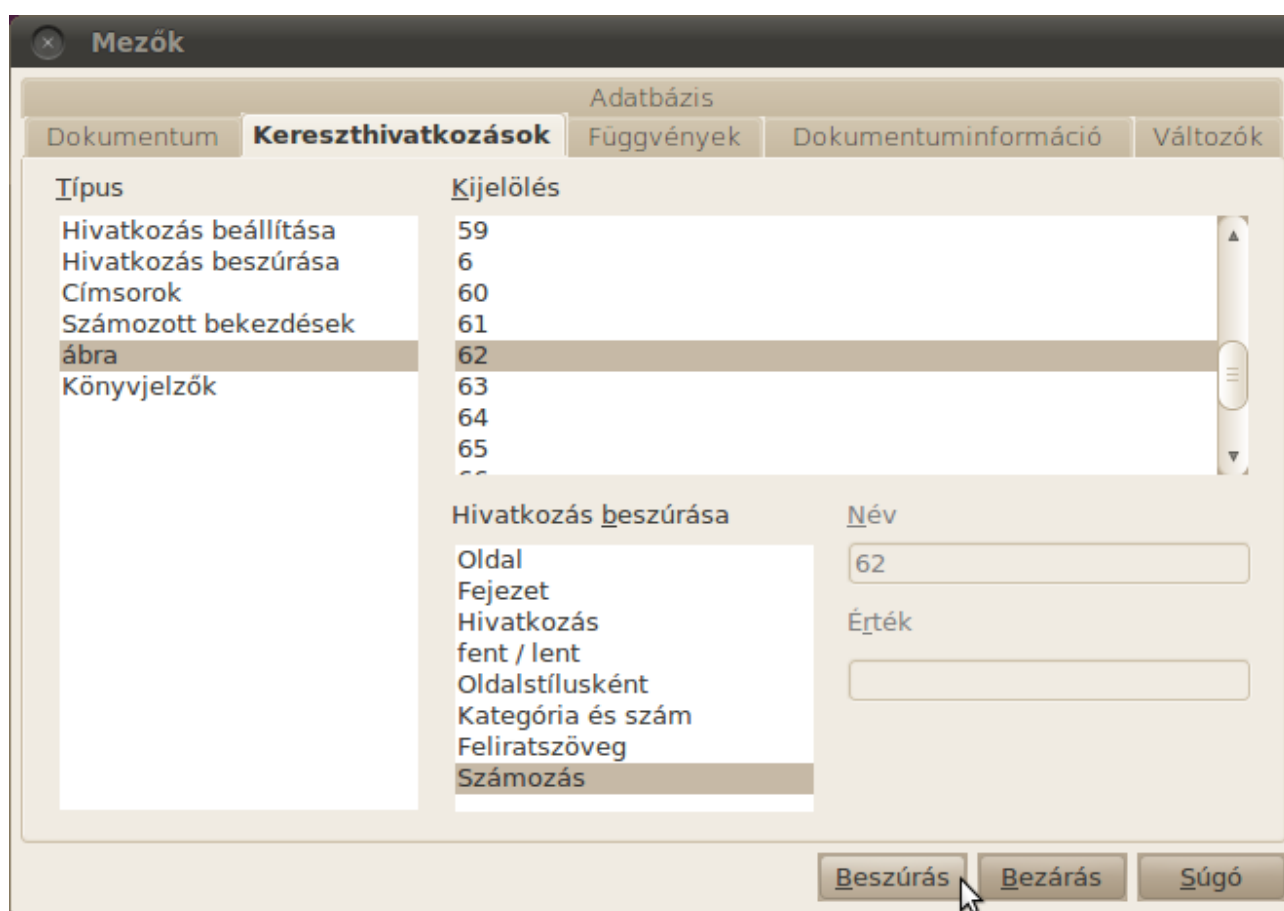 Mezők
Adatbázis
Dokumentum Kereszthivatkozások Függvények Dokumentuminformáció Változók
Típus
Hivatkozás beállítása
Hivatkozás beszúrása
Címsorok
Számozott bekezdések
ábra
Könyvjelzők
Kijelölés
59
6
60
61
62
63
64
65
Hivatkozás beszúrása
Oldal
Fejezet
Hivatkozás
fent / lent
Oldalstílusként
Kategória és szám
Feliratszöveg
Számozás
Név
62
Érték
Beszúrás Bezárás Súgó